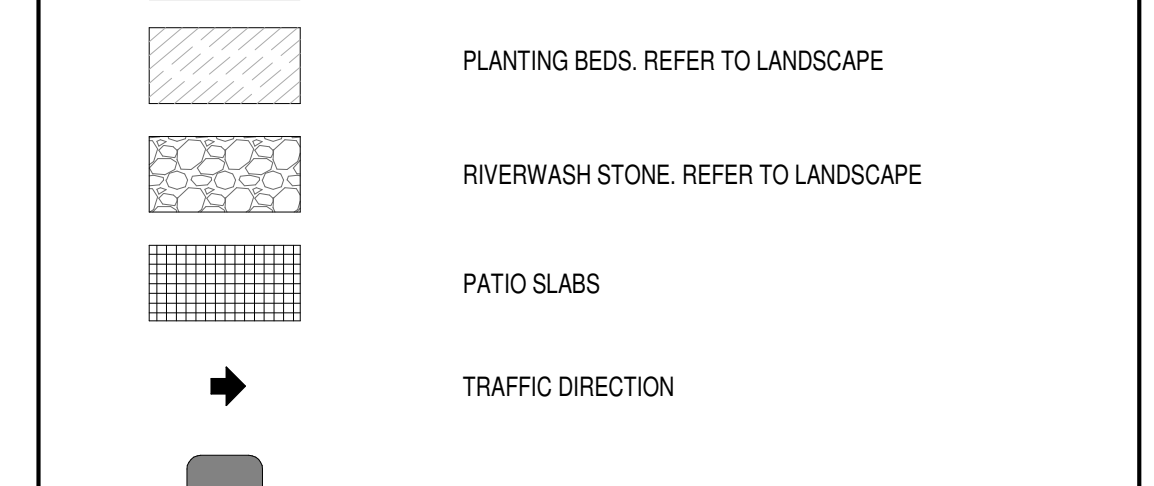 PLANTING BEDS. REFER TO LANDSCAPE
RIVERWASH STONE. REFER TO LANDSCAPE
PATIO SLABS
TRAFFIC DIRECTION